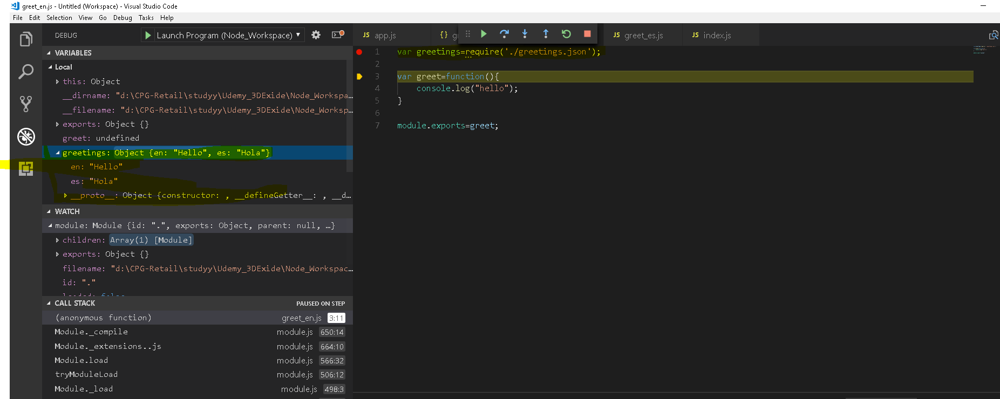 greet_en.js - Untitled (Workspace) - Visual Studio Code
File Edit Selection View Go Debug Tasks Help
DEBUG
Launch Program (Node_Workspace)
JS app.js
{} g
JS greet_es.js
JS index.js
VARIABLES
Local
this: Object
__dirname: "d:\CPG-Retail\studyy\Udemy_3DExide\Node_Workspa...
__filename: "d:\CPG-Retail\studyy\Udemy_3DExide\Node_Worksp...
exports: Object {}
greet: undefined
greetings: Object {en: "Hello", es: "Hola"}
en: "Hello"
es: "Hola"
__proto__: Object {constructor: , __defineGetter__: , __d...
WATCH
module: Module {id: ".", exports: Object, parent: null, …}
children: Array(1) [Module]
exports: Object {}
filename: "d:\CPG-Retail\studyy\Udemy_3DExide\Node_Workspac...
id: "."
loaded: false
CALL STACK PAUSED ON STEP
(anonymous function) greet_en.js 3:11
Module._compile module.js 650:14
Module._extensions..js module.js 664:10
Module.load module.js 566:32
tryModuleLoad module.js 506:12
Module._load module.js 498:3
1 var greetings=require('./greetings.json');
2
3 var greet=function(){
4 console.log("hello");
5 }
6
7 module.exports=greet;